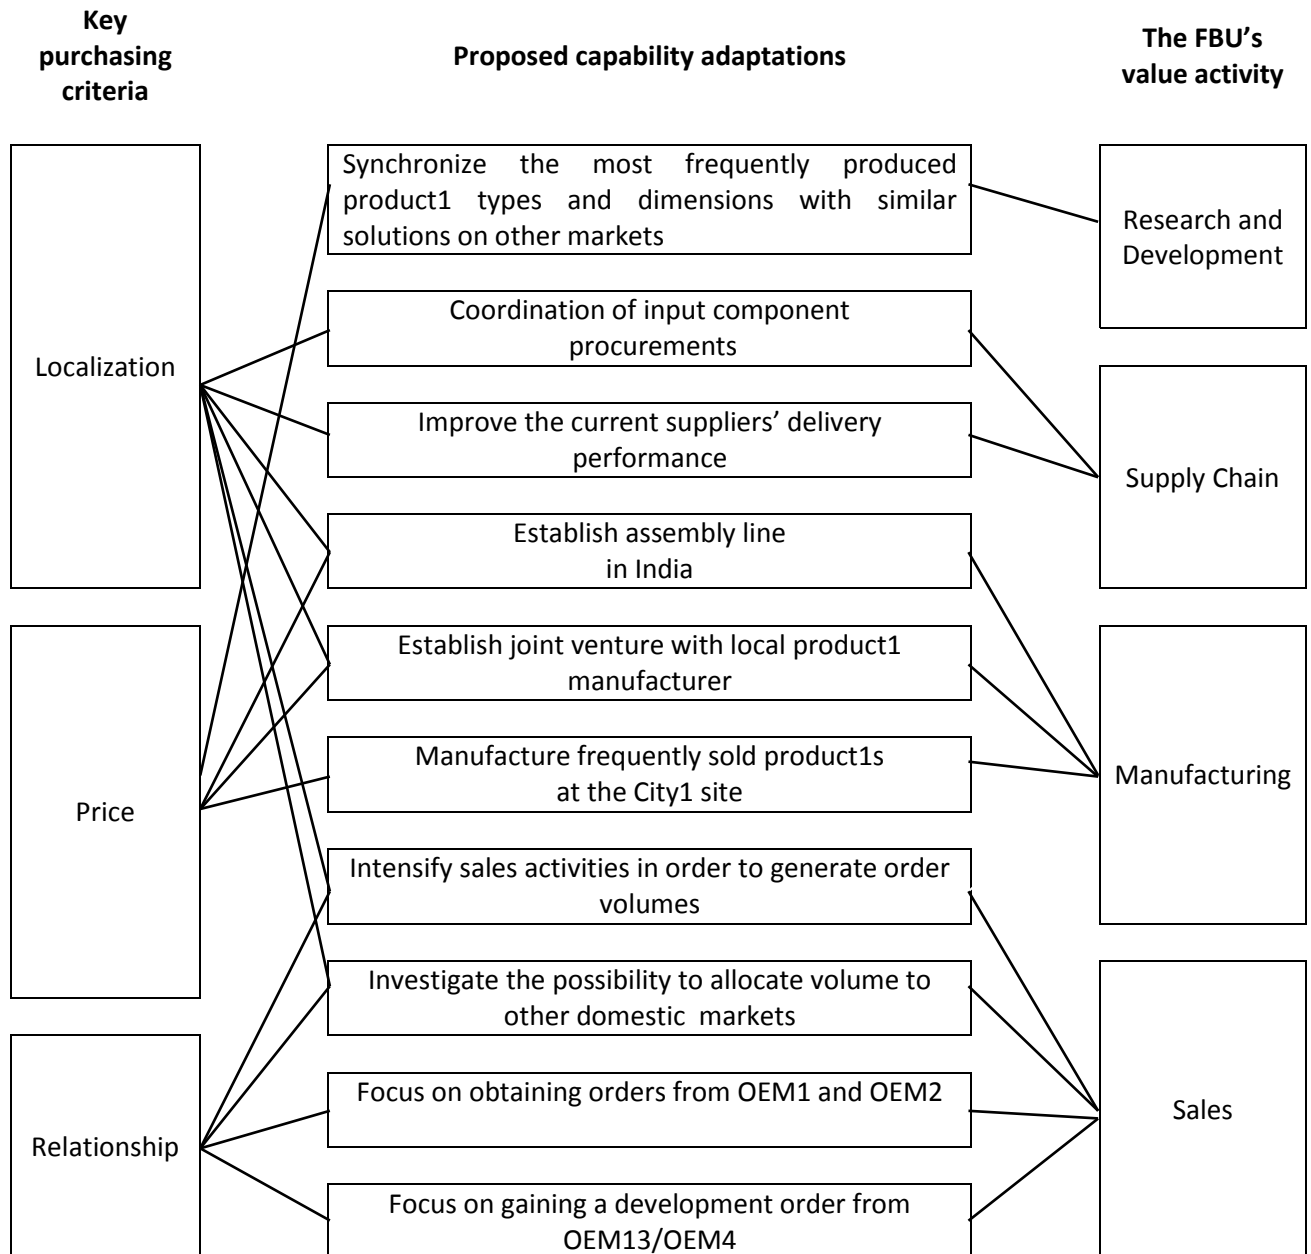 Key
purchasing
criteria
Proposed capability adaptations
The FBU’s
value activity
Localization
Price
Relationship
Synchronize the most frequently produced
product1 types and dimensions with similar
solutions on other markets
Coordination of input component
procurements
Improve the current suppliers’ delivery
performance
Establish assembly line
in India
Establish joint venture with local product1
manufacturer
Manufacture frequently sold product1s
at the City1 site
Intensify sales activities in order to generate order
volumes
Investigate the possibility to allocate volume to
other domestic markets
Focus on obtaining orders from OEM1 and OEM2
Focus on gaining a development order from
OEM13/OEM4
Research and
Development
Supply Chain
Manufacturing
Sales